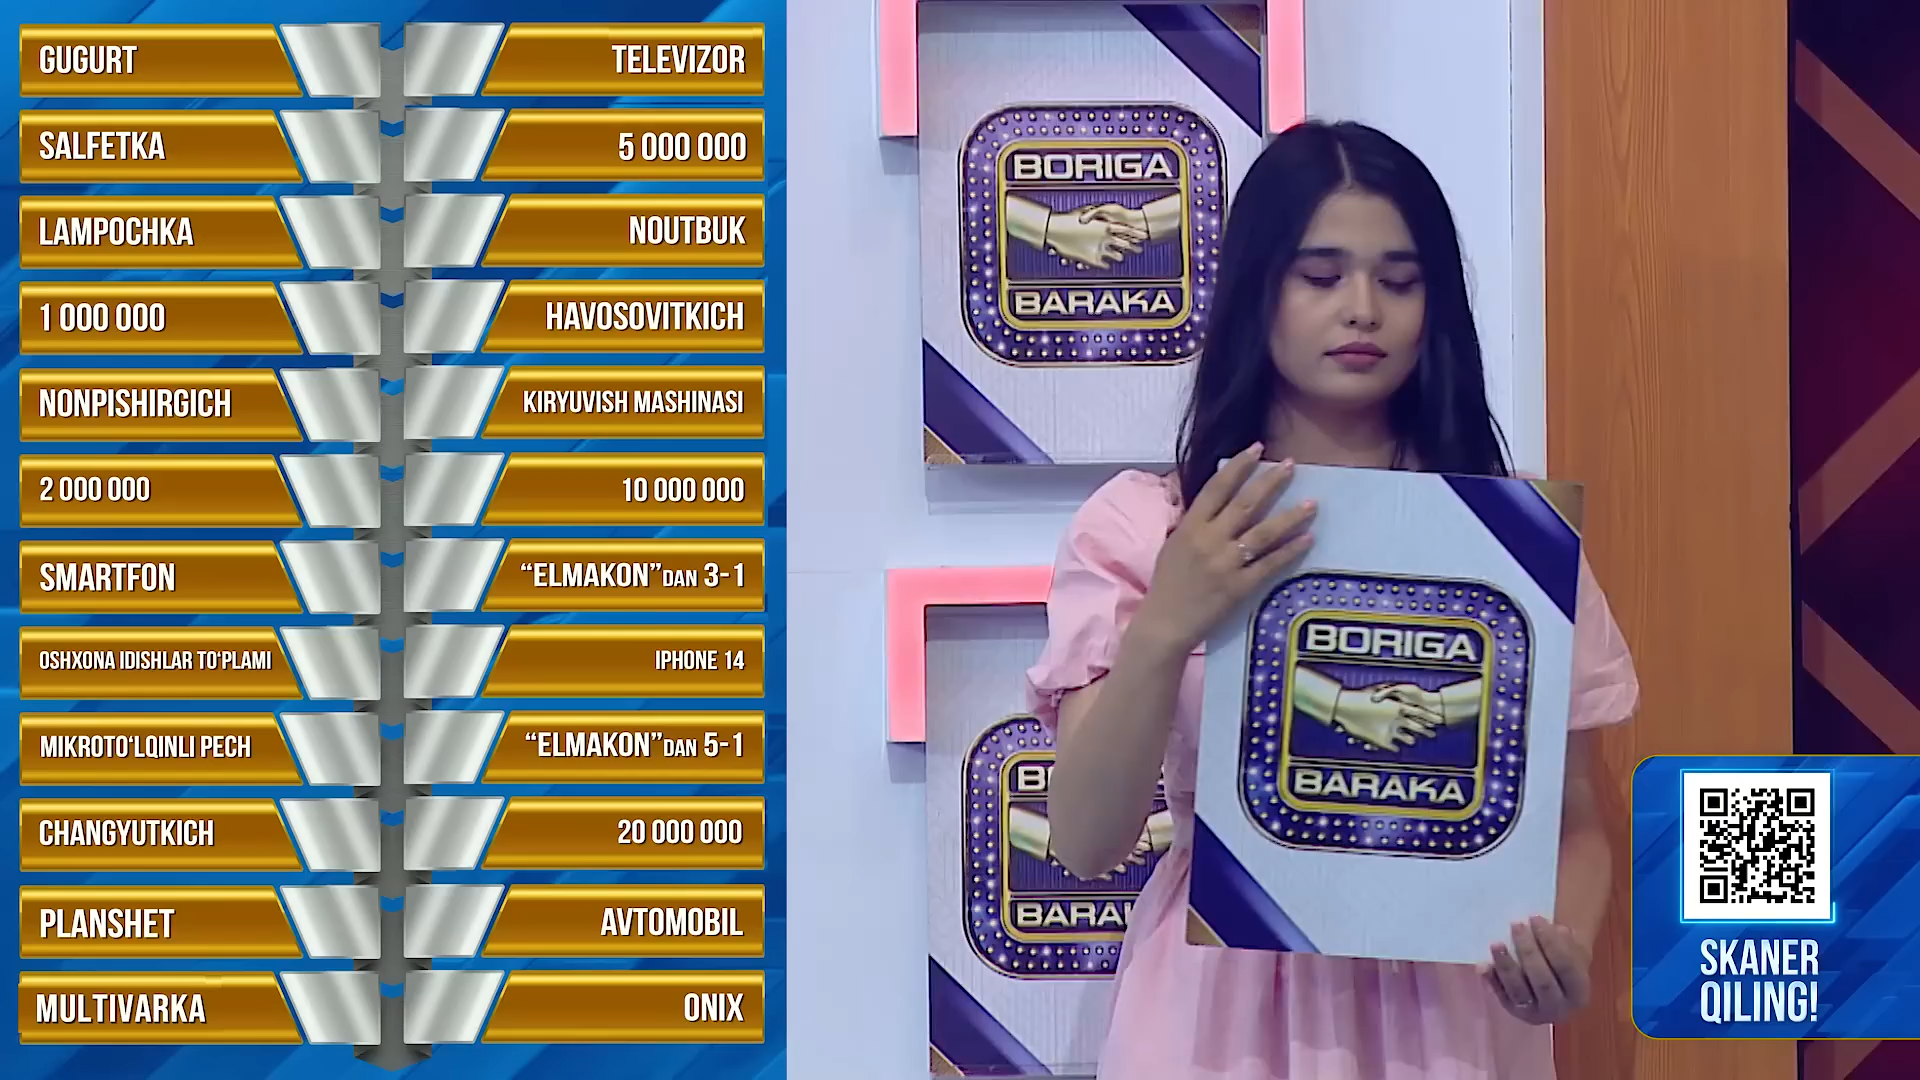 GUGURT
SALFETKA
LAMPOCHKA
1 000 000
NONPISHIRGICH
2 000 000
SMARTFON
OSHXONA IDISHLAR TO‘PLAMI
MIKROTO‘LQINLI PECH
CHANGYUTKICH
PLANSHET
MULTIVARKA
TELEVIZOR
5 000 000
NOUTBUK
HAVOSOVITKICH
KIRYUVISH MASHINASI
10 000 000
“ELMAKON”DAN 3-1
IPHONE 14
“ELMAKON”DAN 5-1
20 000 000
AVTOMOBIL
ONIX
BORIGA
BARAKA
BORIGA
BARAKA
SKANER
QILING!